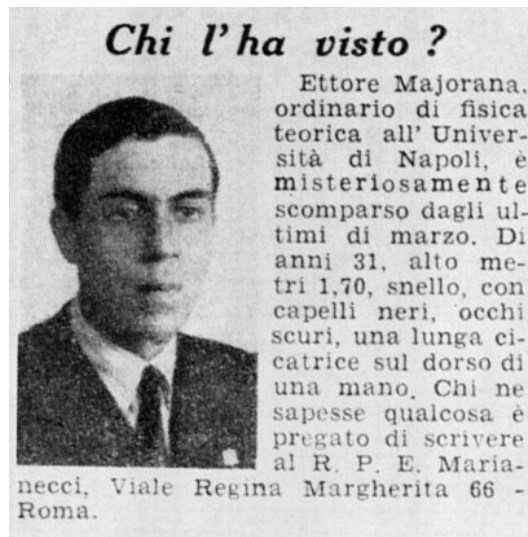 Chi l'ha visto ?
Ettore Majorana,
ordinario di fisica
teorica all' Univer-
sità di Napoli, è
misteriosamente
scomparso dagli ul-
timi di marzo. Di
anni 31, alto me-
tri 1,70, snello, con
capelli neri, occhi
scuri, una lunga ci-
catrice sul dorso di
una mano. Chi ne
sapesse qualcosa è
pregato di scrivere
al R. P. E. Maria-
necci, Viale Regina Margherita 66 -
Roma.